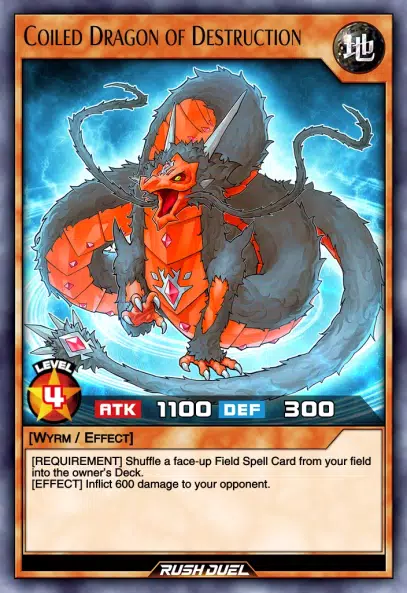 COILED DRAGON OF DESTRUCTION
地
LEVEL
4
ATK 1100 DEF 300
[WYRM / EFFECT]
[REQUIREMENT] Shuffle a face-up Field Spell Card from your field
into the owner's Deck.
[EFFECT] Inflict 600 damage to your opponent.
RUSH DUEL